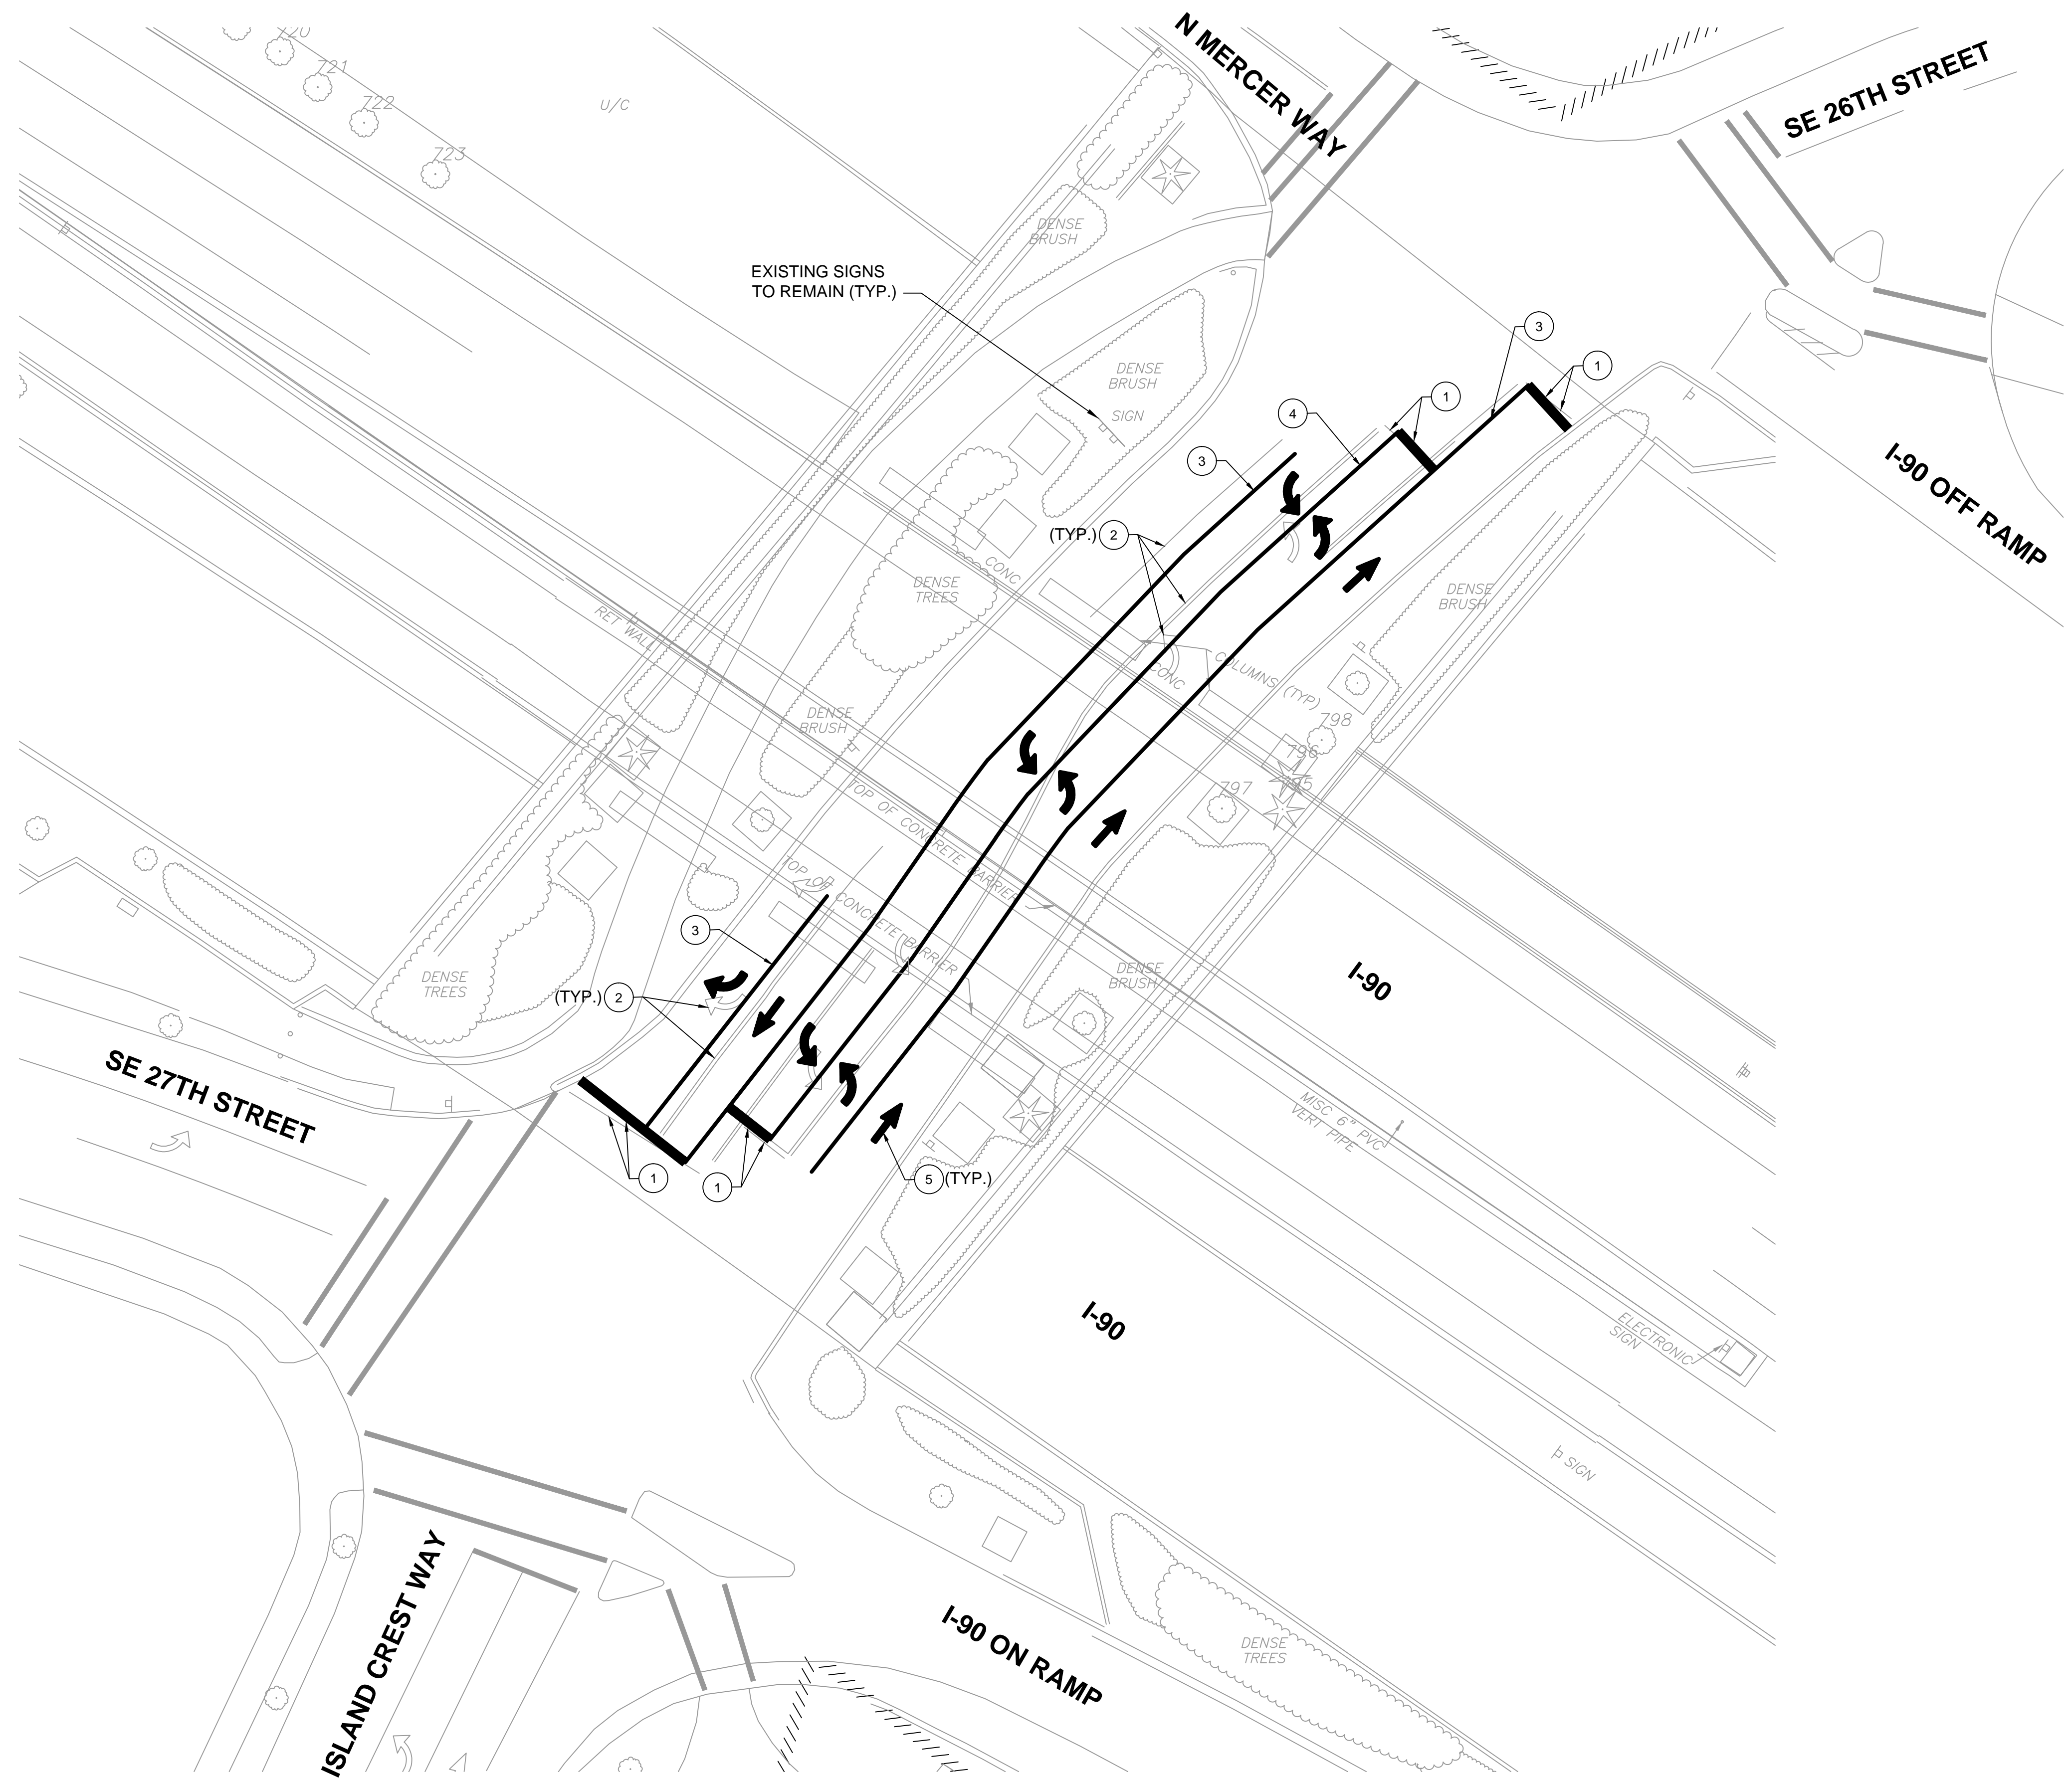 N MERCER WAY
SE 26TH STREET
720
721
722
723
U/C
DENSE
BRUSH
EXISTING SIGNS
TO REMAIN (TYP.)
DENSE
BRUSH
SIGN
3
1
1
4
3
I-90 OFF RAMP
(TYP.) 2
CONC
DENSE
TREES
DENSE
BRUSH
RET WALL
CONC
COLUMNS (TYP)
DENSE
BRUSH
798
796
795
797
TOP OF CONCRETE BARRIER
TOP OF CONCRETE BARRIER
3
DENSE
TREES
DENSE
BRUSH
I-90
(TYP.) 2
SE 27TH STREET
MISC 6" PVC
VERT PIPE
1
1
5 (TYP.)
I-90
ELECTRONIC
SIGN
SIGN
ISLAND CREST WAY
I-90 ON RAMP
DENSE
TREES